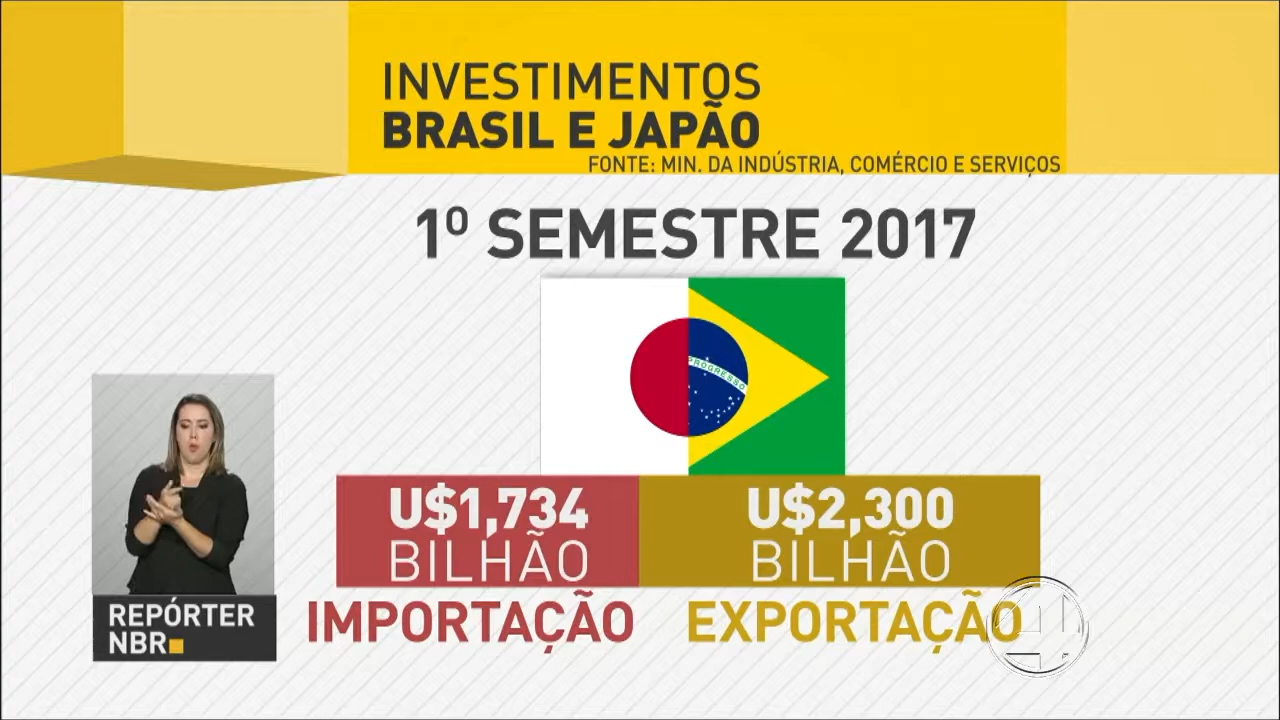 INVESTIMENTOS
BRASIL E JAPÃO
FONTE: MIN. DA INDÚSTRIA, COMÉRCIO E SERVIÇOS
1º SEMESTRE 2017
PROGRESSO
U$1,734
BILHÃO
U$2,300
BILHÃO
IMPORTAÇÃO
EXPORTAÇÃO
REPÓRTER
NBR